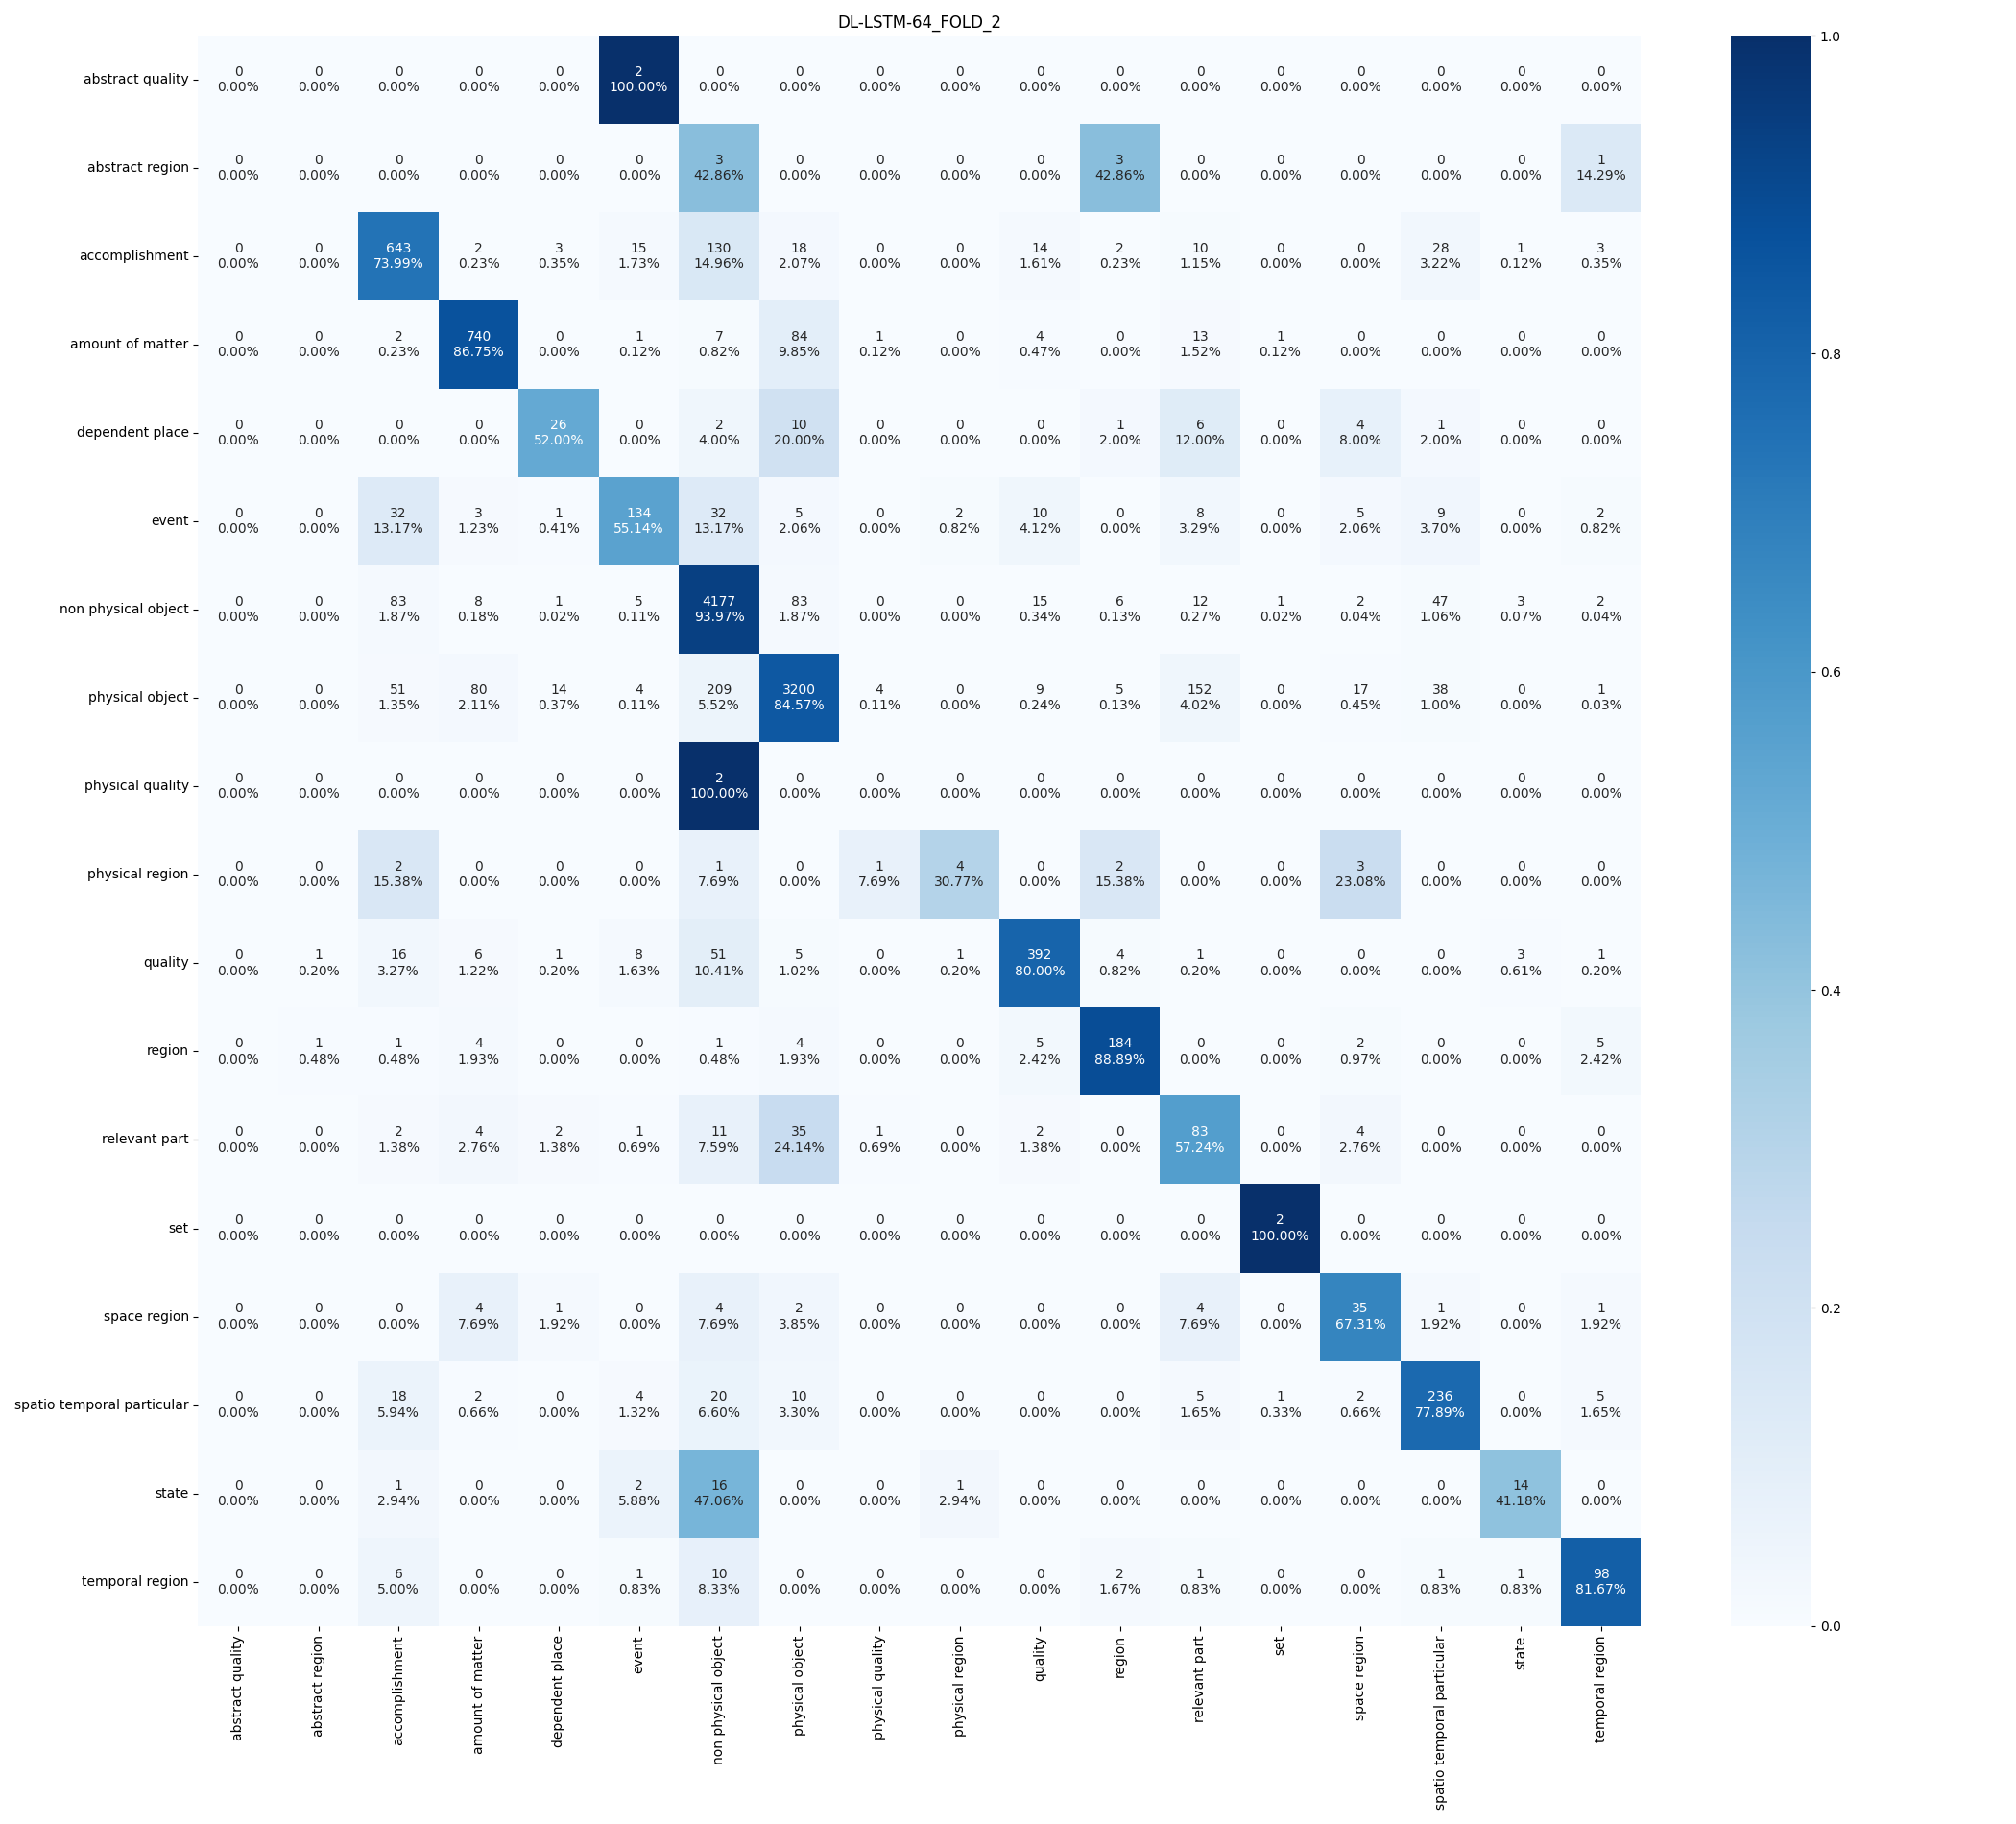 DL-LSTM-64_FOLD_2
abstract quality
0 0 0 0 0 2 0 0 0 0 0 0 0 0 0 0 0 0
0.00% 0.00% 0.00% 0.00% 0.00% 100.00% 0.00% 0.00% 0.00% 0.00% 0.00% 0.00% 0.00% 0.00% 0.00% 0.00% 0.00% 0.00%
abstract region
0 0 0 0 0 0 3 0 0 0 0 3 0 0 0 0 0 1
0.00% 0.00% 0.00% 0.00% 0.00% 0.00% 42.86% 0.00% 0.00% 0.00% 0.00% 42.86% 0.00% 0.00% 0.00% 0.00% 0.00% 14.29%
accomplishment
0 0 643 2 3 15 130 18 0 0 14 2 10 0 0 28 1 3
0.00% 0.00% 73.99% 0.23% 0.35% 1.73% 14.96% 2.07% 0.00% 0.00% 1.61% 0.23% 1.15% 0.00% 0.00% 3.22% 0.12% 0.35%
amount of matter
0 0 2 740 0 1 7 84 1 0 4 0 13 1 0 0 0 0
0.00% 0.00% 0.23% 86.75% 0.00% 0.12% 0.82% 9.85% 0.12% 0.00% 0.47% 0.00% 1.52% 0.12% 0.00% 0.00% 0.00% 0.00%
dependent place
0 0 0 0 26 0 2 10 0 0 0 1 6 0 4 1 0 0
0.00% 0.00% 0.00% 0.00% 52.00% 0.00% 4.00% 20.00% 0.00% 0.00% 0.00% 2.00% 12.00% 0.00% 8.00% 2.00% 0.00% 0.00%
event
0 0 32 3 1 134 32 5 0 2 10 0 8 0 5 9 0 2
0.00% 0.00% 13.17% 1.23% 0.41% 55.14% 13.17% 2.06% 0.00% 0.82% 4.12% 0.00% 3.29% 0.00% 2.06% 3.70% 0.00% 0.82%
non physical object
0 0 83 8 1 5 4177 83 0 0 15 6 12 1 2 47 3 2
0.00% 0.00% 1.87% 0.18% 0.02% 0.11% 93.97% 1.87% 0.00% 0.00% 0.34% 0.13% 0.27% 0.02% 0.04% 1.06% 0.07% 0.04%
physical object
0 0 51 80 14 4 209 3200 4 0 9 5 152 0 17 38 0 1
0.00% 0.00% 1.35% 2.11% 0.37% 0.11% 5.52% 84.57% 0.11% 0.00% 0.24% 0.13% 4.02% 0.00% 0.45% 1.00% 0.00% 0.03%
physical quality
0 0 0 0 0 0 2 0 0 0 0 0 0 0 0 0 0 0
0.00% 0.00% 0.00% 0.00% 0.00% 0.00% 100.00% 0.00% 0.00% 0.00% 0.00% 0.00% 0.00% 0.00% 0.00% 0.00% 0.00% 0.00%
physical region
0 0 2 0 0 0 1 0 1 4 0 2 0 0 3 0 0 0
0.00% 0.00% 15.38% 0.00% 0.00% 0.00% 7.69% 0.00% 7.69% 30.77% 0.00% 15.38% 0.00% 0.00% 23.08% 0.00% 0.00% 0.00%
quality
0 1 16 6 1 8 51 5 0 1 392 4 1 0 0 0 3 1
0.00% 0.20% 3.27% 1.22% 0.20% 1.63% 10.41% 1.02% 0.00% 0.20% 80.00% 0.82% 0.20% 0.00% 0.00% 0.00% 0.61% 0.20%
region
0 1 1 4 0 0 1 4 0 0 5 184 0 0 2 0 0 5
0.00% 0.48% 0.48% 1.93% 0.00% 0.00% 0.48% 1.93% 0.00% 0.00% 2.42% 88.89% 0.00% 0.00% 0.97% 0.00% 0.00% 2.42%
relevant part
0 0 2 4 2 1 11 35 1 0 2 0 83 0 4 0 0 0
0.00% 0.00% 1.38% 2.76% 1.38% 0.69% 7.59% 24.14% 0.69% 0.00% 1.38% 0.00% 57.24% 0.00% 2.76% 0.00% 0.00% 0.00%
set
0 0 0 0 0 0 0 0 0 0 0 0 0 2 0 0 0 0
0.00% 0.00% 0.00% 0.00% 0.00% 0.00% 0.00% 0.00% 0.00% 0.00% 0.00% 0.00% 0.00% 100.00% 0.00% 0.00% 0.00% 0.00%
space region
0 0 0 4 1 0 4 2 0 0 0 0 4 0 35 1 0 1
0.00% 0.00% 0.00% 7.69% 1.92% 0.00% 7.69% 3.85% 0.00% 0.00% 0.00% 0.00% 7.69% 0.00% 67.31% 1.92% 0.00% 1.92%
spatio temporal particular
0 0 18 2 0 4 20 10 0 0 0 0 5 1 2 236 0 5
0.00% 0.00% 5.94% 0.66% 0.00% 1.32% 6.60% 3.30% 0.00% 0.00% 0.00% 0.00% 1.65% 0.33% 0.66% 77.89% 0.00% 1.65%
state
0 0 1 0 0 2 16 0 0 1 0 0 0 0 0 0 14 0
0.00% 0.00% 2.94% 0.00% 0.00% 5.88% 47.06% 0.00% 0.00% 2.94% 0.00% 0.00% 0.00% 0.00% 0.00% 0.00% 41.18% 0.00%
temporal region
0 0 6 0 0 1 10 0 0 0 0 2 1 0 0 1 1 98
0.00% 0.00% 5.00% 0.00% 0.00% 0.83% 8.33% 0.00% 0.00% 0.00% 0.00% 1.67% 0.83% 0.00% 0.00% 0.83% 0.83% 81.67%
abstract quality
abstract region
accomplishment
amount of matter
dependent place
event
non physical object
physical object
physical quality
physical region
quality
region
relevant part
set
space region
spatio temporal particular
state
temporal region
1.0
0.8
0.6
0.4
0.2
0.0